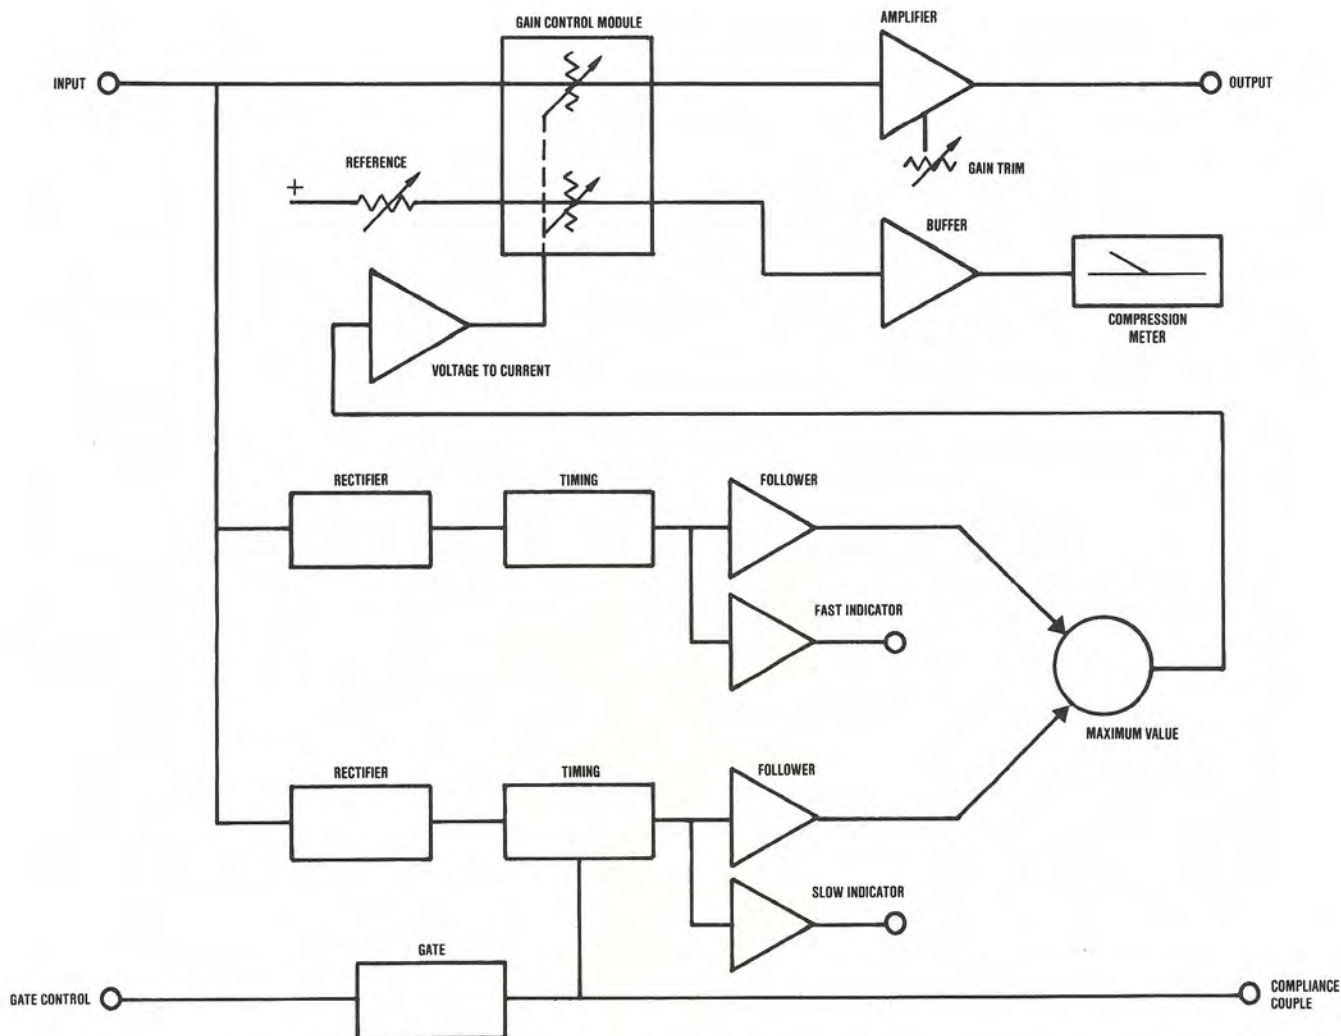 GAIN CONTROL MODULE
AMPLIFIER
INPUT
OUTPUT
REFERENCE
+
GAIN TRIM
BUFFER
VOLTAGE TO CURRENT
COMPRESSION
METER
RECTIFIER
TIMING
FOLLOWER
FAST INDICATOR
MAXIMUM VALUE
RECTIFIER
TIMING
FOLLOWER
SLOW INDICATOR
GATE
GATE CONTROL
COMPLIANCE
COUPLE